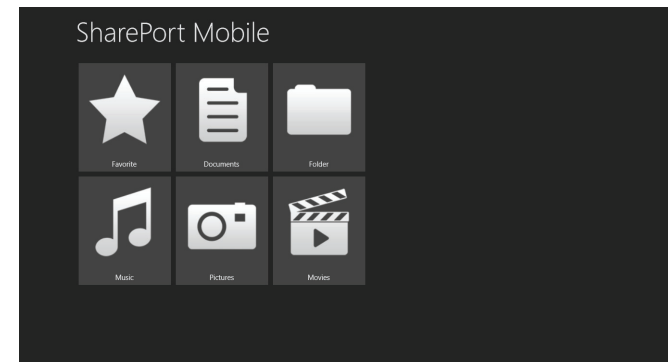 SharePort Mobile
Favorite
Documents
Folder
Music
Pictures
Movies